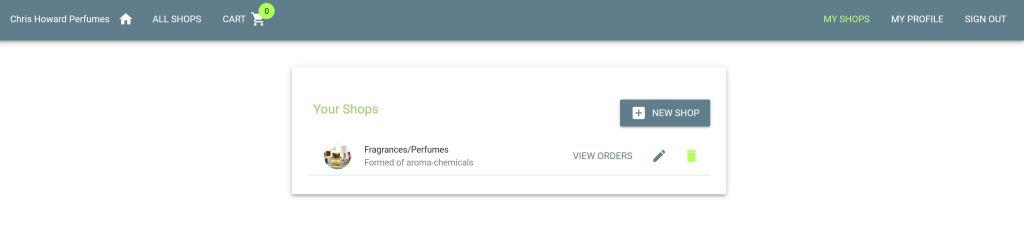 Chris Howard Perfumes ALL SHOPS CART 0 MY SHOPS MY PROFILE SIGN OUT
Your Shops NEW SHOP
Fragrances/Perfumes
Formed of aroma-chemicals
VIEW ORDERS